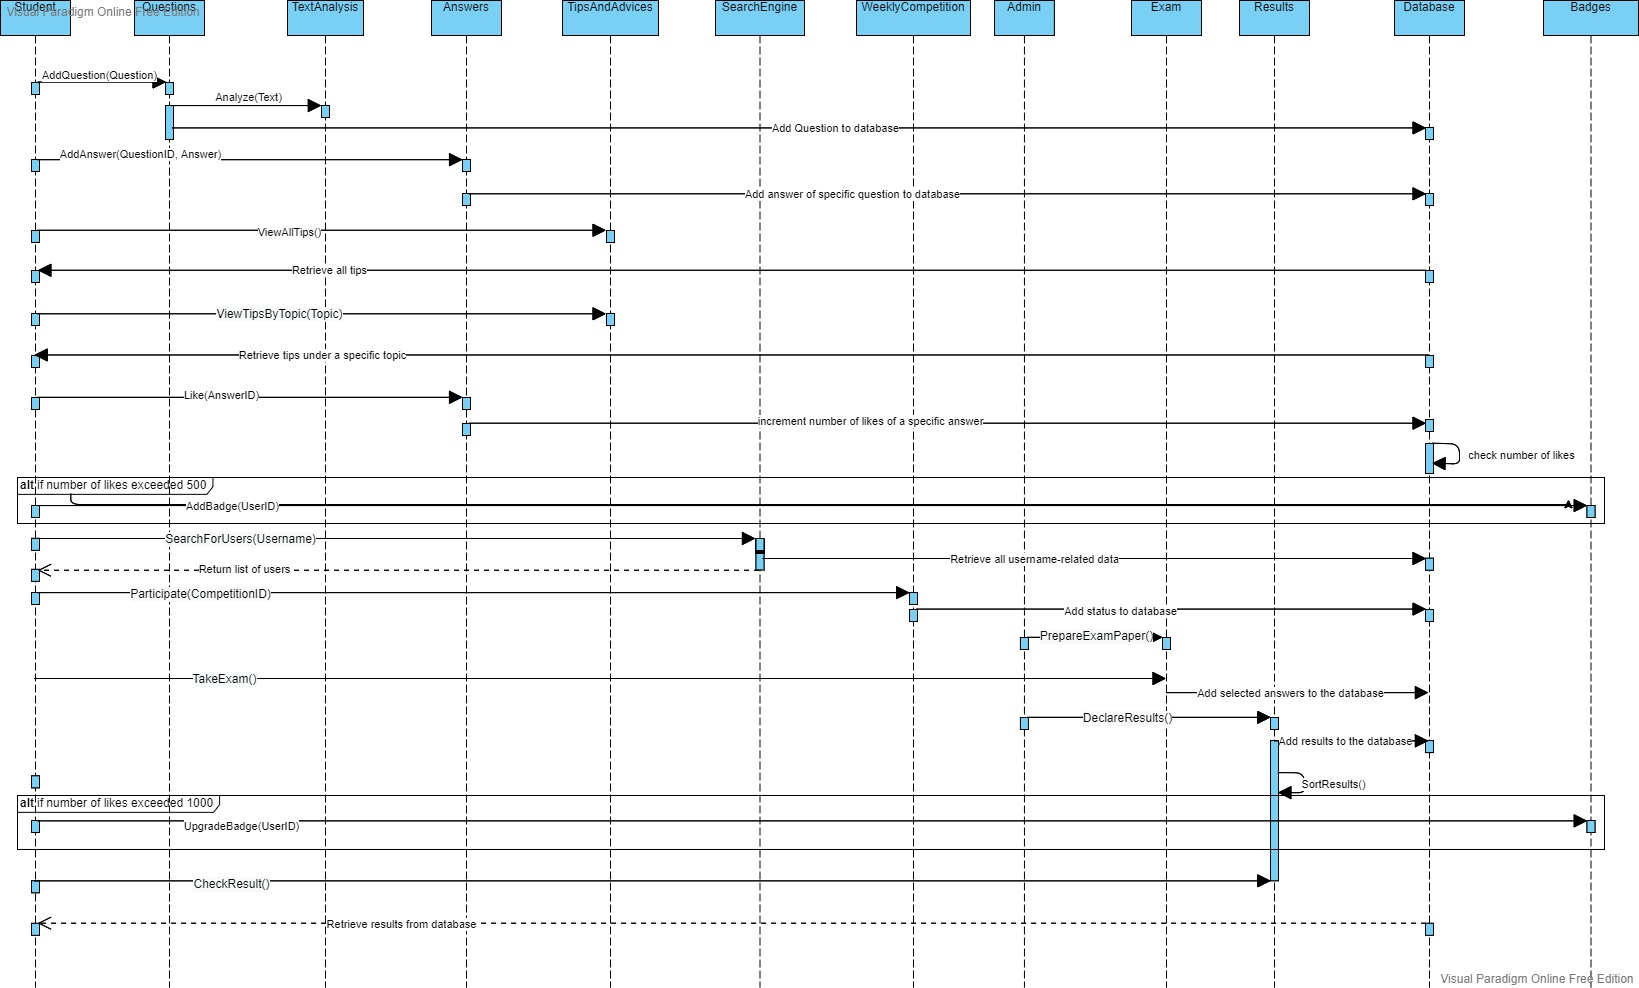 Student
Questions
TextAnalysis
Answers
TipsAndAdvices
SearchEngine
WeeklyCompetition
Admin
Exam
Results
Database
Badges
Visual Paradigm Online Free Edition
AddQuestion(Question)
Analyze(Text)
Add Question to database
AddAnswer(QuestionID, Answer)
Add answer of specific question to database
ViewAllTips()
Retrieve all tips
ViewTipsByTopic(Topic)
Retrieve tips under a specific topic
Like(AnswerID)
increment number of likes of a specific answer
check number of likes
alt if number of likes exceeded 500
AddBadge(UserID)
SearchForUsers(Username)
Retrieve all username-related data
Return list of users
Participate(CompetitionID)
Add status to database
PrepareExamPaper()
TakeExam()
Add selected answers to the database
DeclareResults()
Add results to the database
SortResults()
alt if number of likes exceeded 1000
UpgradeBadge(UserID)
CheckResult()
Retrieve results from database
Visual Paradigm Online Free Edition